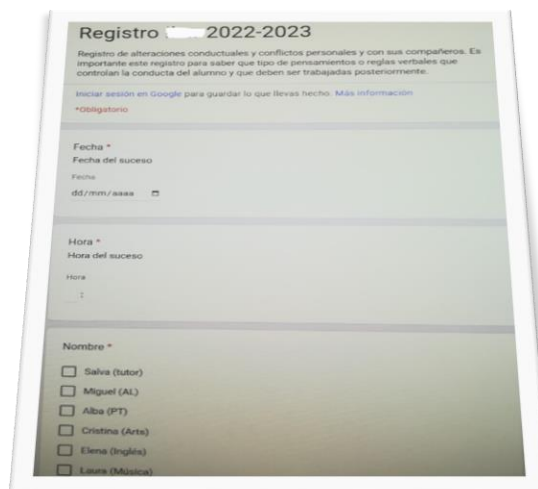 Registro 2022-2023
Registro de alteraciones conductuales y conflictos personales y con sus compañeros. Es
importante este registro para saber que tipo de pensamientos o reglas verbales que
controlan la conducta del alumno y que deben ser trabajadas posteriormente.
Iniciar sesión en Google para guardar lo que llevas hecho. Más información
*Obligatorio
Fecha *
Fecha del suceso
Fecha
dd/mm/aaaa
Hora *
Hora del suceso
Hora
:
Nombre *
Salva (tutor)
Miguel (AL)
Alba (PT)
Cristina (Arts)
Elena (Inglés)
Laura (Música)